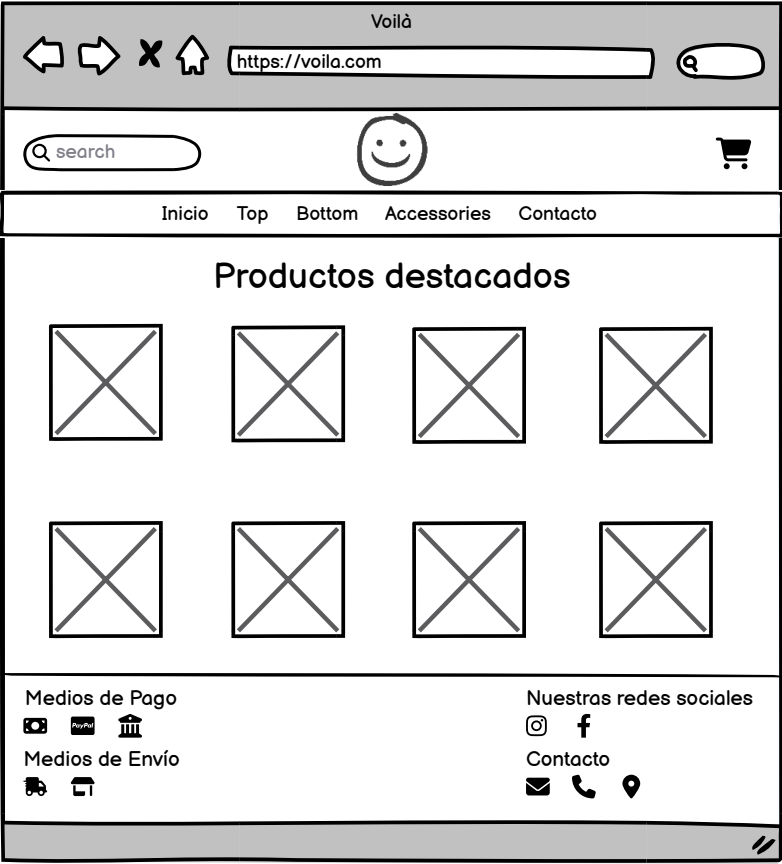 Voilà
https://voila.com
search
Inicio Top Bottom Accessories Contacto
Productos destacados
Medios de Pago
PayPal
Medios de Envío
Nuestras redes sociales
Contacto